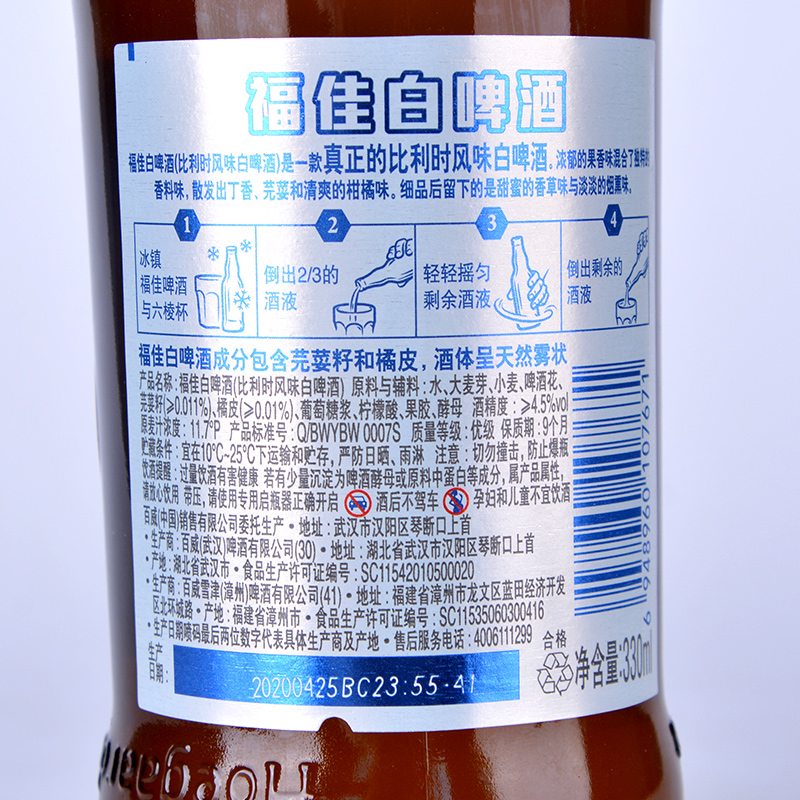 福佳白啤酒
福佳白啤酒(比利时风味白啤酒)是一款真正的比利时风味白啤酒。浓郁的果香味混合了独特的
香料味，散发出丁香、芫荽和清爽的柑橘味。细品后留下的是甜蜜的香草味与淡淡的烟熏味。
1
冰镇
福佳啤酒
与六棱杯
2
倒出2/3的
酒液
3
轻轻摇匀
剩余酒液
4
倒出剩余的
酒液
福佳白啤酒成分包含芫荽籽和橘皮，酒体呈天然雾状
产品名称：福佳白啤酒(比利时风味白啤酒) 原料与辅料：水、大麦芽、小麦、啤酒花、
芫荽籽(≥0.011%)、橘皮(≥0.01%)、葡萄糖浆、柠檬酸、果胶、酵母 酒精度：≥4.5%vol
原麦汁浓度：11.7°P 产品标准号：Q/BWYBW 0007S 质量等级：优级 保质期：9个月
贮藏条件：宜在10°C~25°C下运输和贮存，严防日晒、雨淋 注意：切勿撞击，防止爆瓶
饮酒提醒：过量饮酒有害健康 若有少量沉淀为啤酒酵母或原料中蛋白等成分，属产品属性，
请放心饮用 带压，请使用专用启瓶器正确开启 酒后不驾车 孕妇和儿童不宜饮酒
百威(中国)销售有限公司委托生产·地址：武汉市汉阳区琴断口上首
·生产商：百威(武汉)啤酒有限公司(30)·地址：湖北省武汉市汉阳区琴断口上首
·产地：湖北省武汉市·食品生产许可证编号：SC11542010500020
·生产商：百威雪津(漳州)啤酒有限公司(41)·地址：福建省漳州市龙文区蓝田经济开发
区北环城路·产地：福建省漳州市·食品生产许可证编号：SC11535060300416
·生产日期喷码最后两位数字代表具体生产商及产地·售后服务电话：4006111299
生产
日期：
20200425BC23:55-41
合格
净含量:330ml
6 948960 107671
Hoegaarden